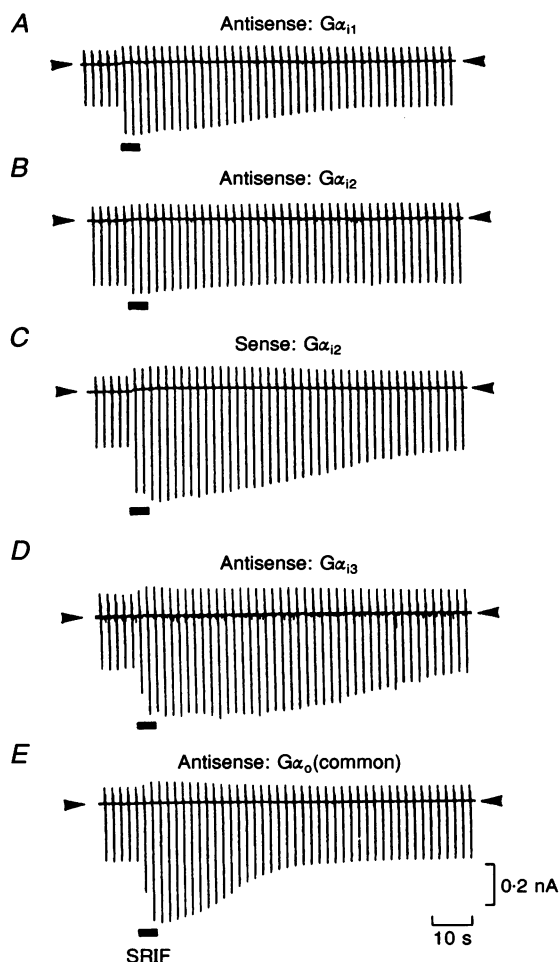 A
Antisense: Gαi1
B
Antisense: Gαi2
C
Sense: Gαi2
D
Antisense: Gαi3
E
Antisense: Gαo(common)
0·2 nA
10 s
SRIF